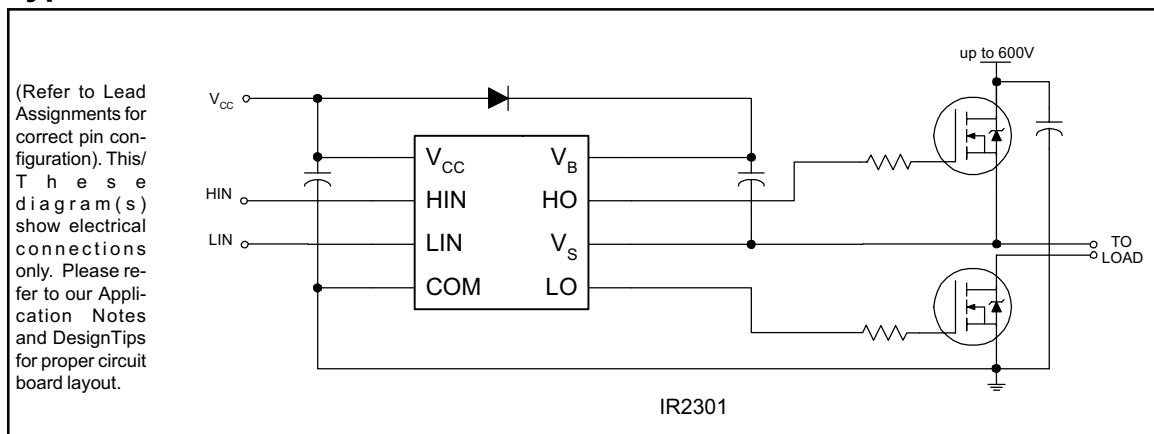 (Refer to Lead
Assignments for
correct pin con-
figuration). This/
These
diagram(s)
show electrical
connections
only. Please re-
fer to our Appli-
cation Notes
and DesignTips
for proper circuit
board layout.
up to 600V
VCC
VCC VB
HIN HIN HO
LIN LIN VS
COM LO
TO
LOAD
IR2301